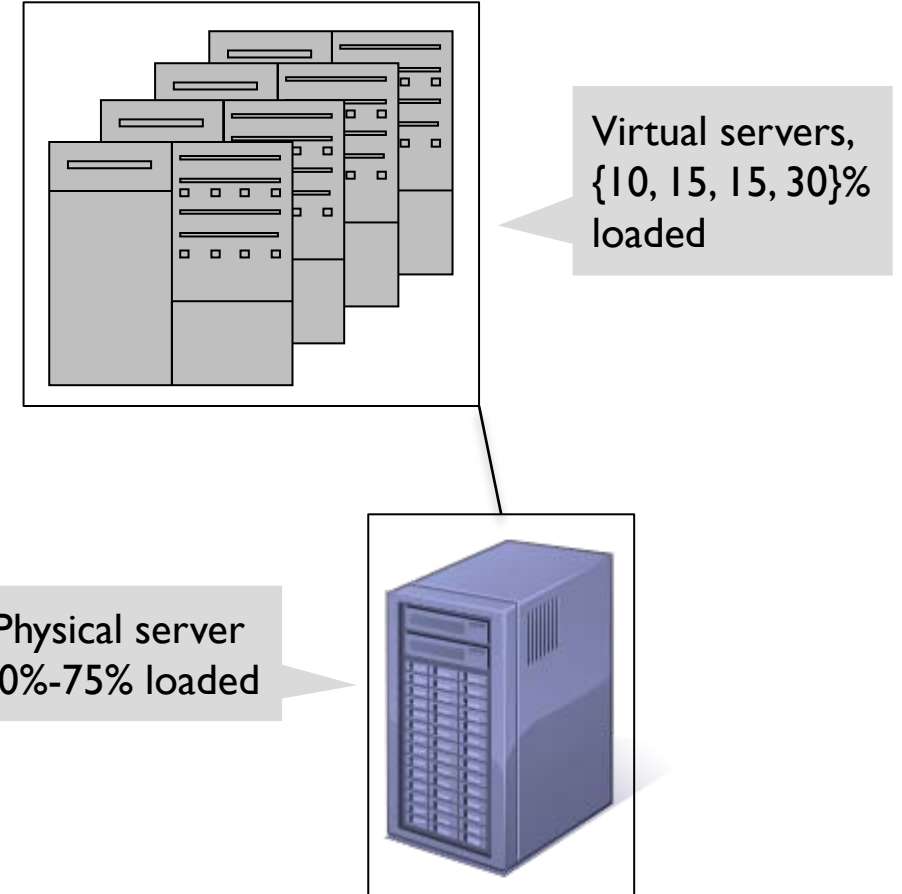 Virtual servers,
{10, 15, 15, 30}%
loaded
Physical server
0%-75% loaded